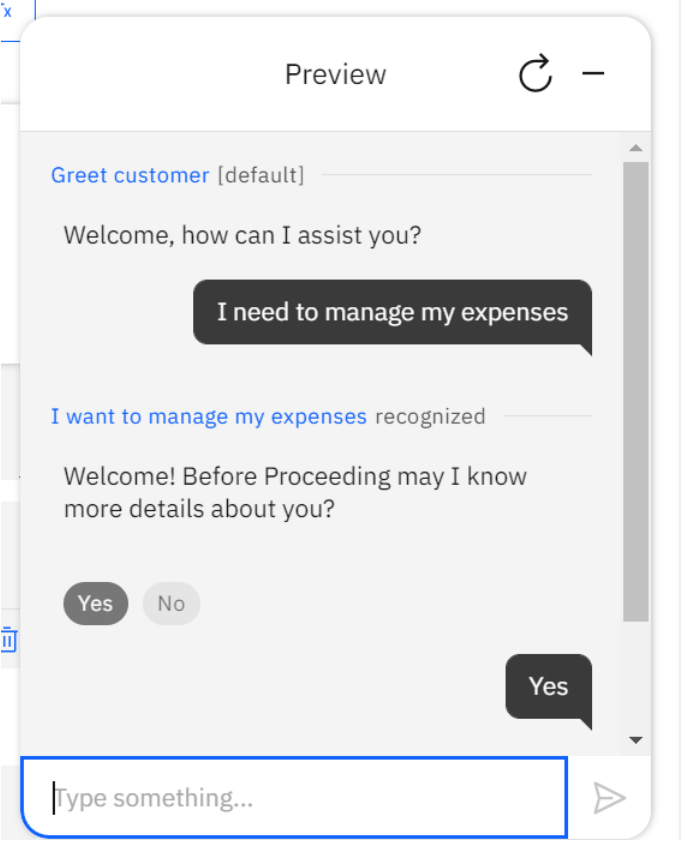 x
Preview
Greet customer [default]
Welcome, how can I assist you?
I need to manage my expenses
I want to manage my expenses recognized
Welcome! Before Proceeding may I know
more details about you?
Yes No
Yes
Type something...